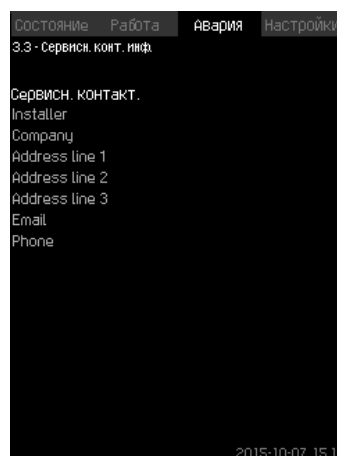 Состояние Работа Авария Настройки
3.3 - Сервисн. конт. инф.
Сервисн. контакт.
Installer
Company
Address line 1
Address line 2
Address line 3
Email
Phone
2015-10-07 15:1